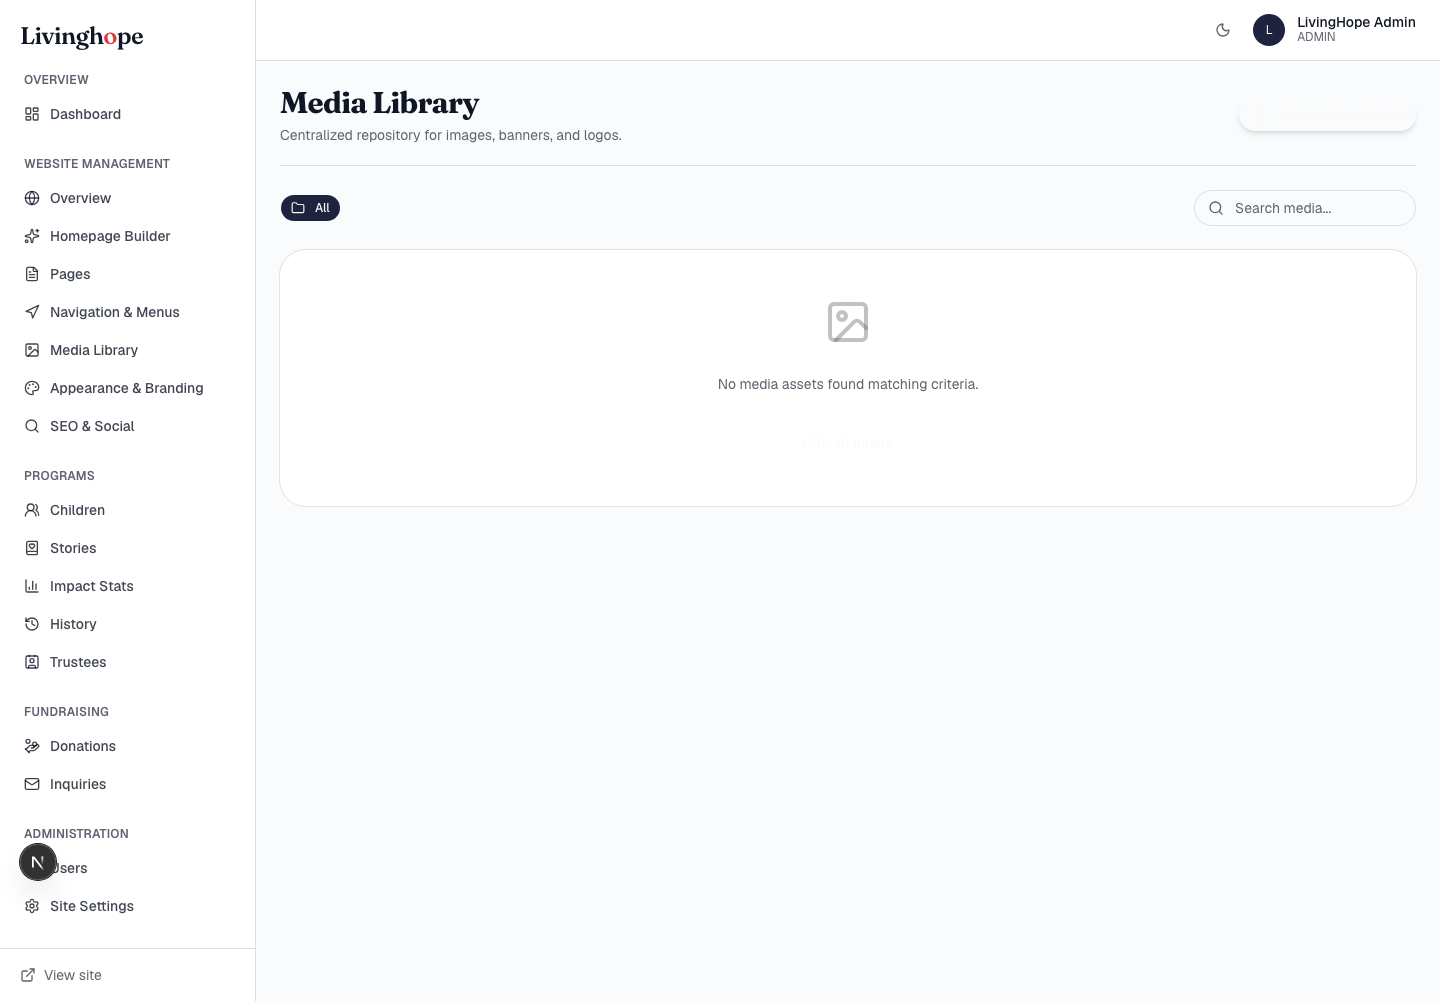 Livinghope
OVERVIEW
Dashboard
WEBSITE MANAGEMENT
Overview
Homepage Builder
Pages
Navigation & Menus
Media Library
Appearance & Branding
SEO & Social
PROGRAMS
Children
Stories
Impact Stats
History
Trustees
FUNDRAISING
Donations
Inquiries
ADMINISTRATION
Users
Site Settings
View site
L
LivingHope Admin
ADMIN
Media Library
Centralized repository for images, banners, and logos.
All
Search media...
No media assets found matching criteria.
Upload Image